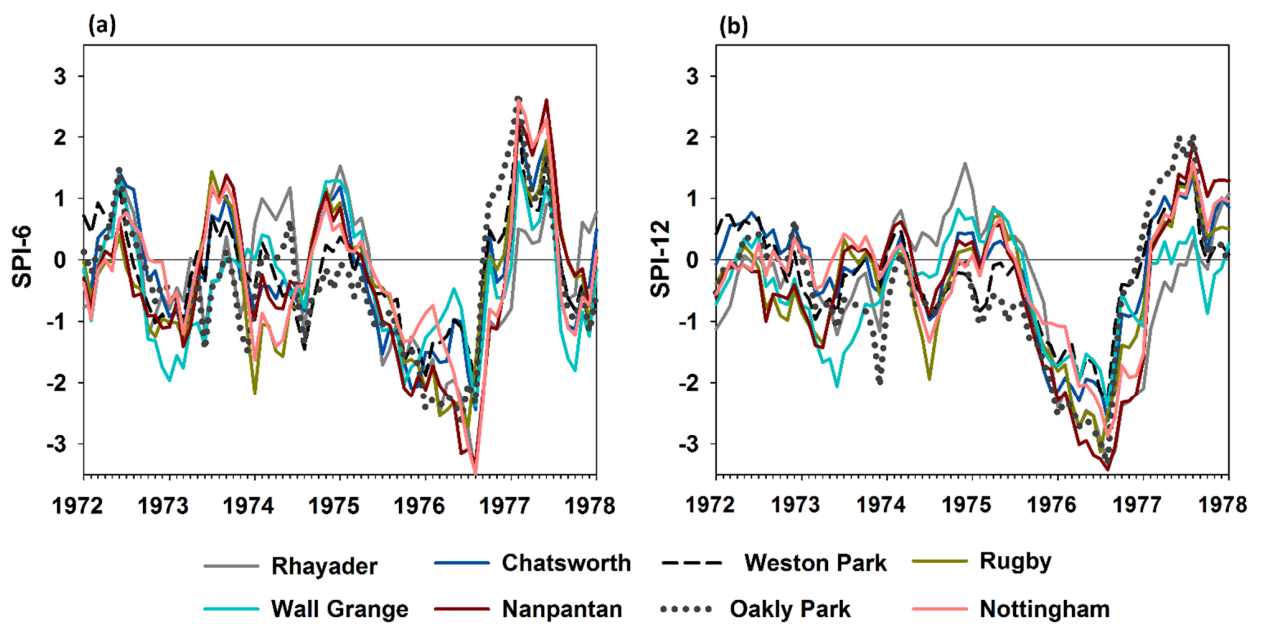 (a)
(b)
SPI-6
3
2
1
0
-1
-2
-3
1972 1973 1974 1975 1976 1977 1978
SPI-12
3
2
1
0
-1
-2
-3
1972 1973 1974 1975 1976 1977 1978
Rhayader Chatsworth Weston Park Rugby
Wall Grange Nanpantan Oakly Park Nottingham